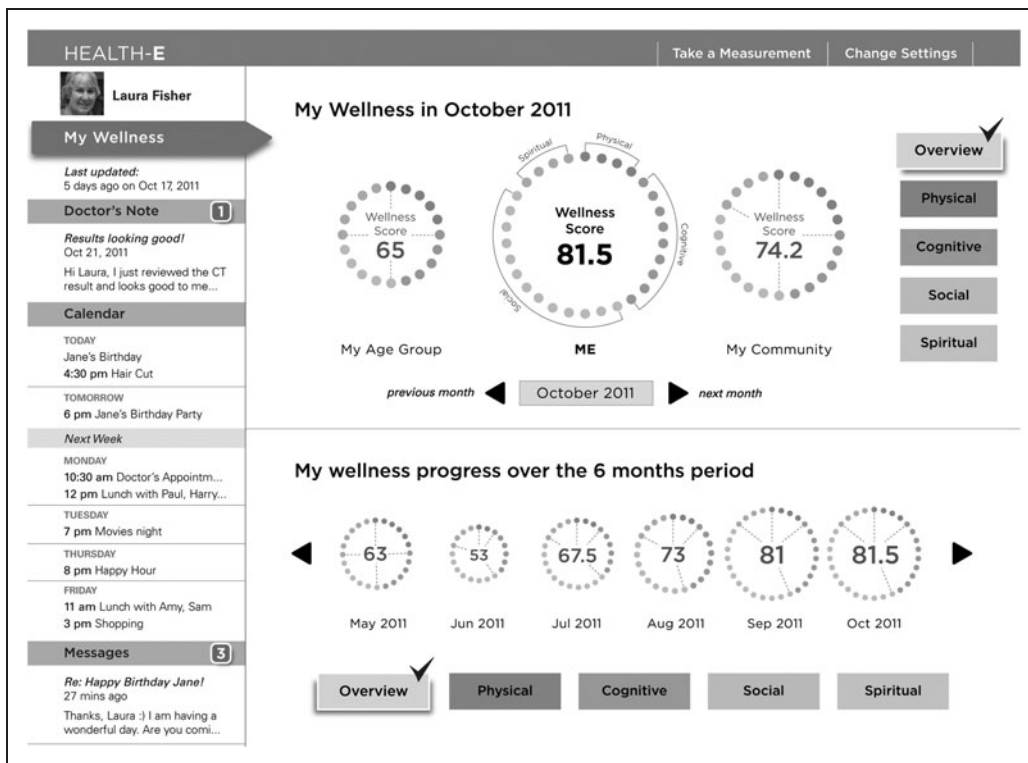 HEALTH-E
Take a Measurement
Change Settings
Laura Fisher
My Wellness
Last updated:
5 days ago on Oct 17, 2011
Doctor's Note 1
Results looking good!
Oct 21, 2011
Hi Laura, I just reviewed the CT
result and looks good to me...
Calendar
TODAY
Jane's Birthday
4:30 pm Hair Cut
TOMORROW
6 pm Jane's Birthday Party
Next Week
MONDAY
10:30 am Doctor's Appointm...
12 pm Lunch with Paul, Harry...
TUESDAY
7 pm Movies night
THURSDAY
8 pm Happy Hour
FRIDAY
11 am Lunch with Amy, Sam
3 pm Shopping
Messages 3
Re: Happy Birthday Jane!
27 mins ago
Thanks, Laura :) I am having a
wonderful day. Are you comi...
My Wellness in October 2011
Wellness
Score
65
My Age Group
Spiritual
Physical
Cognitive
Social
Wellness
Score
81.5
ME
Wellness
Score
74.2
My Community
previous month
October 2011
next month
Overview
Physical
Cognitive
Social
Spiritual
My wellness progress over the 6 months period
63
53
67.5
73
81
81.5
May 2011
Jun 2011
Jul 2011
Aug 2011
Sep 2011
Oct 2011
Overview
Physical
Cognitive
Social
Spiritual